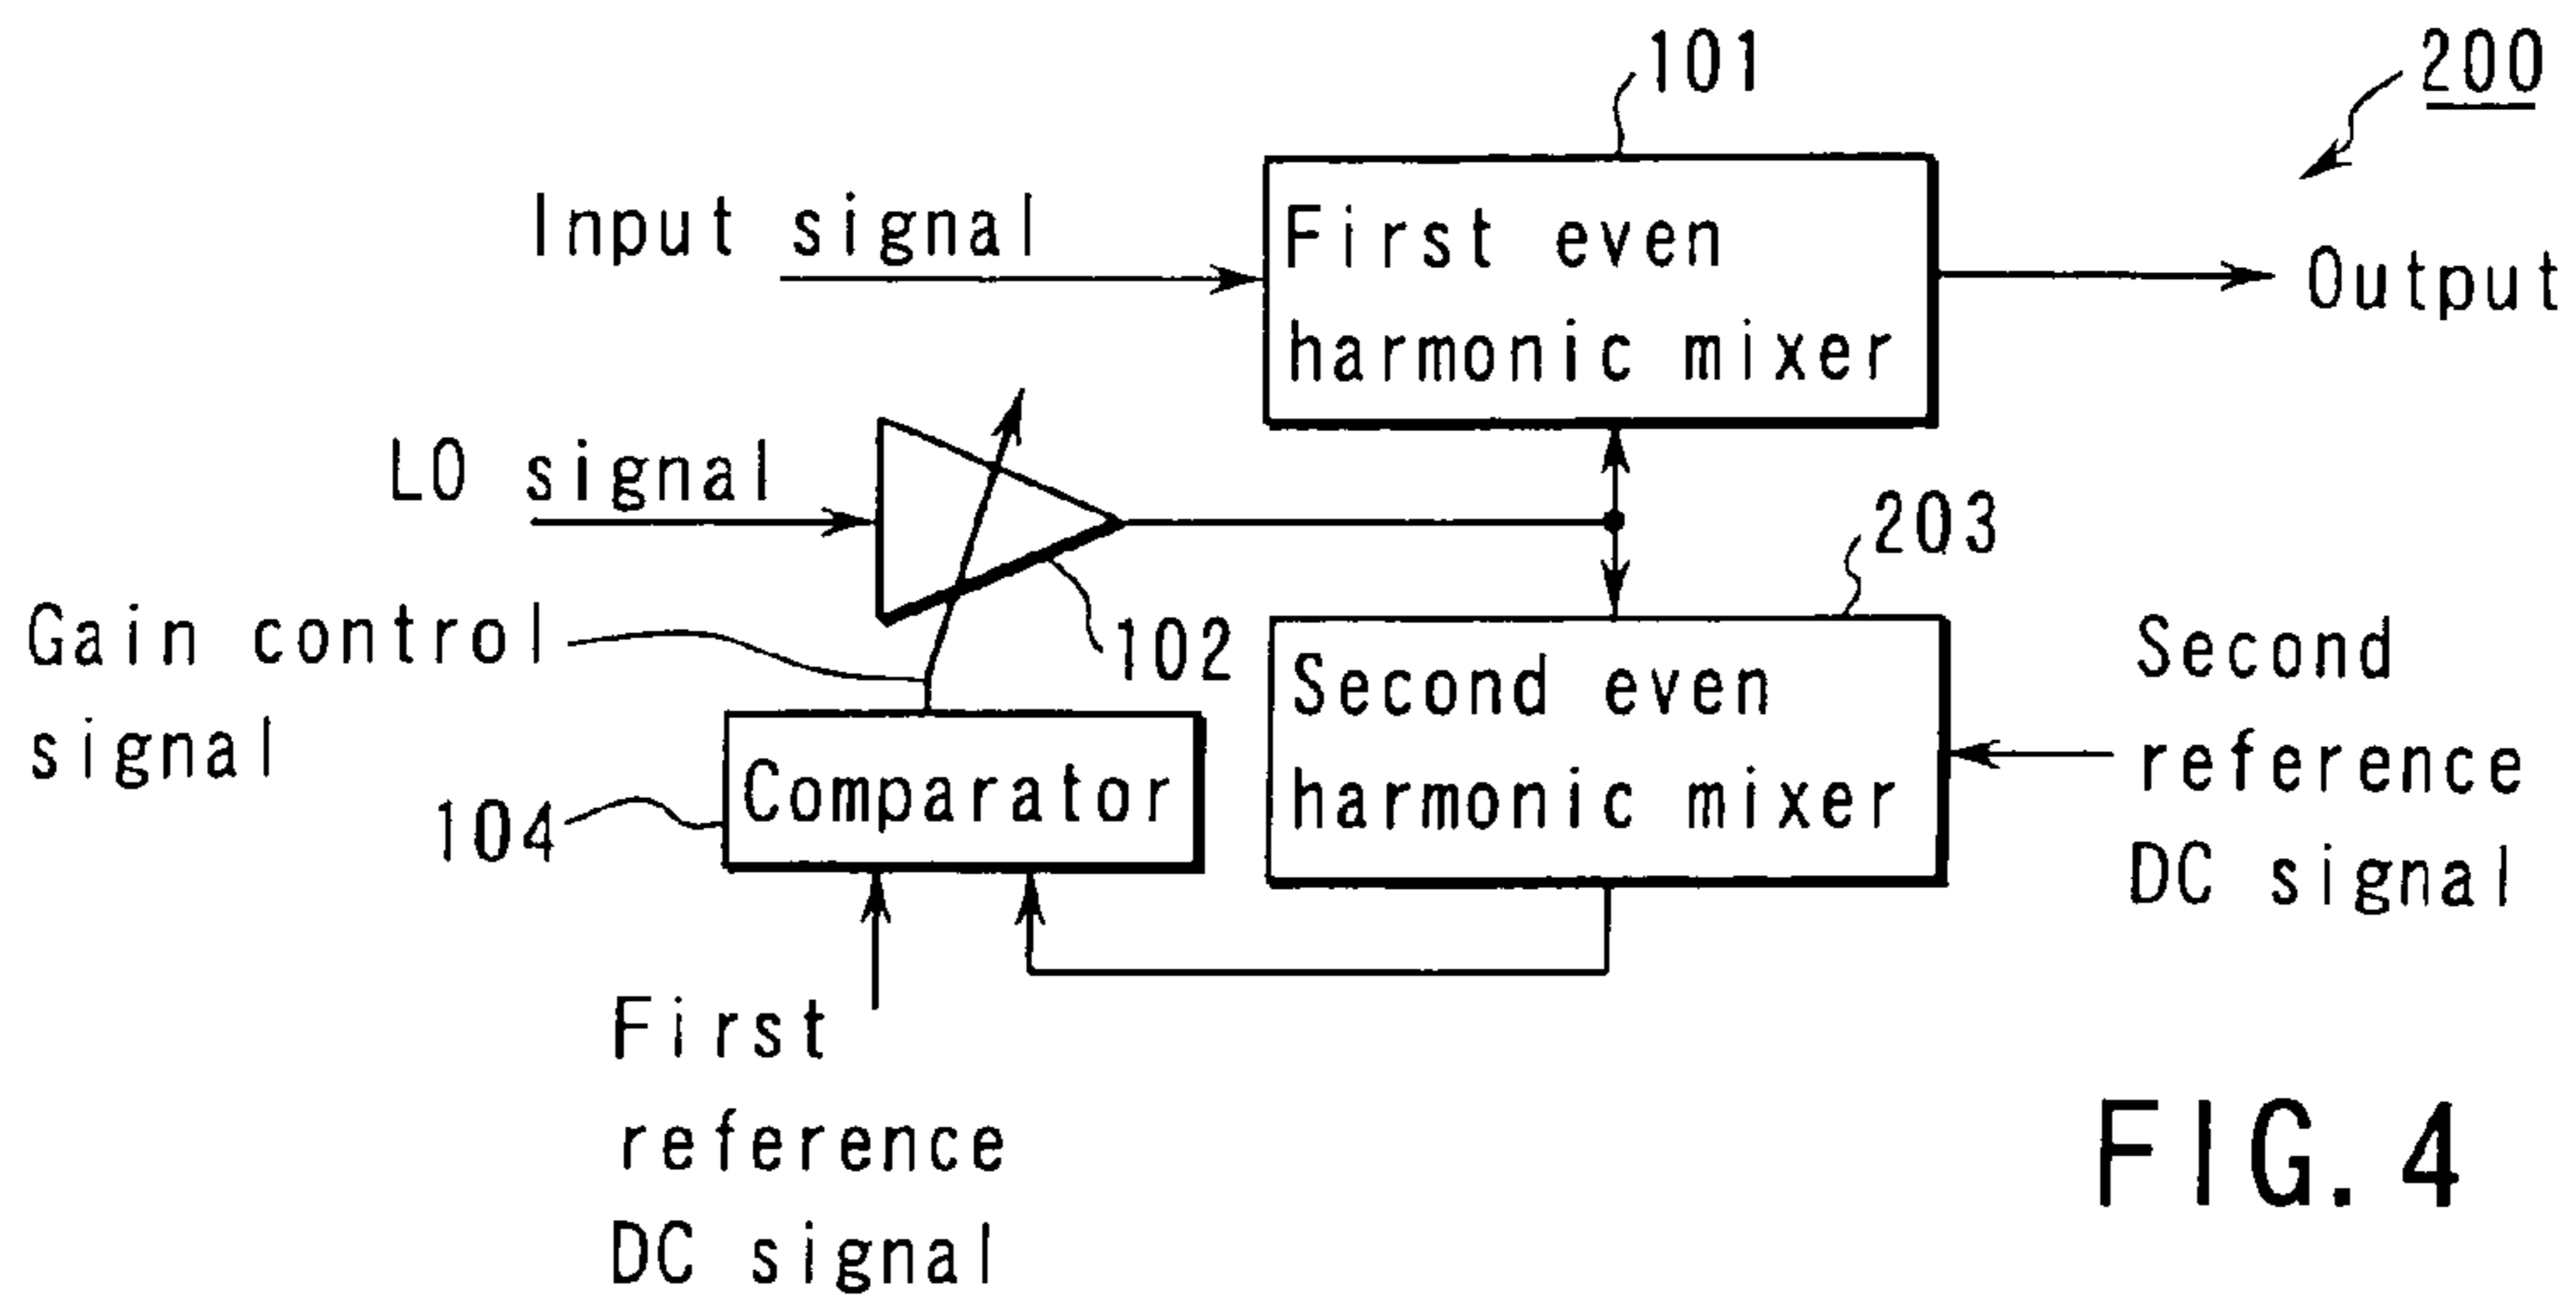 101
200
Input signal
First even
harmonic mixer
Output
LO signal
203
Gain control
signal
102
Second even
harmonic mixer
Second
reference
DC signal
Comparator
104
First
reference
DC signal
FIG. 4